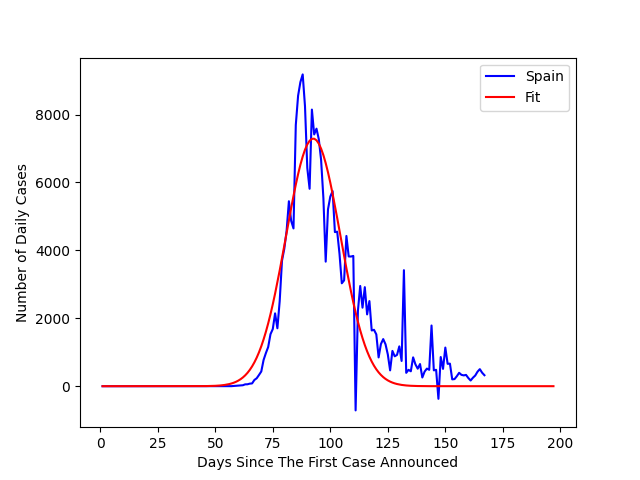 Spain
Fit
8000
6000
4000
2000
0
Number of Daily Cases
0 25 50 75 100 125 150 175 200
Days Since The First Case Announced